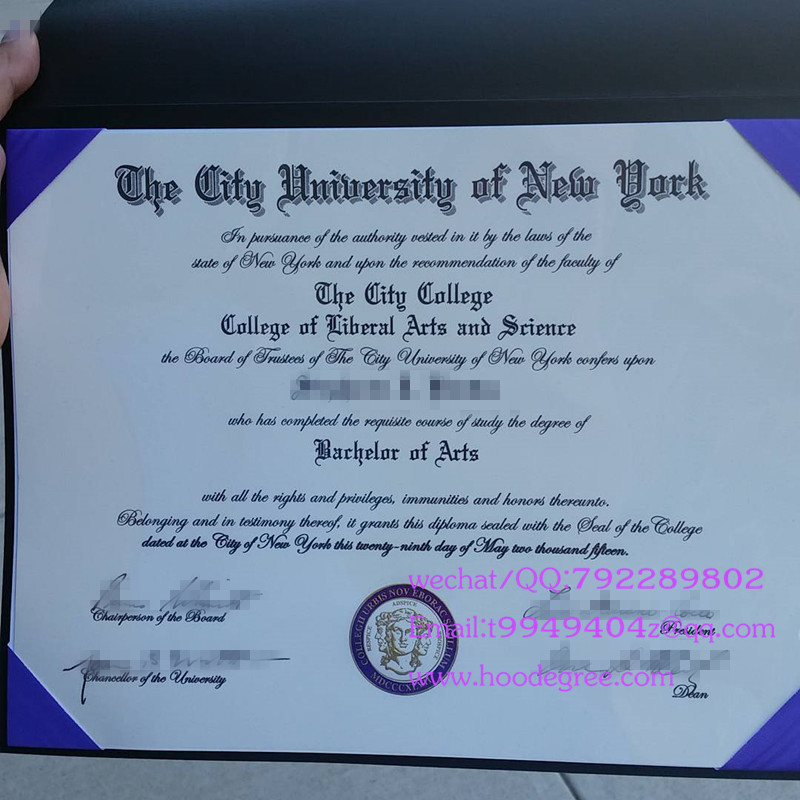 The City University of New York
In pursuance of the authority vested in it by the laws of the
state of New York and upon the recommendation of the faculty of
The City College
College of Liberal Arts and Science
the Board of Trustees of The City University of New York confers upon
who has completed the requisite course of study the degree of
Bachelor of Arts
with all the rights and privileges, immunities and honors thereunto.
Belonging and in testimony thereof, it grants this diploma sealed with the Seal of the College
dated at the City of New York this twenty-ninth day of May two thousand fifteen.
wechat/QQ:792289802
Chairperson of the Board
President
Email:t9949404z@qq.com
www.hoodegree.com
Chancellor of the University
Dean
RESPICE ADSPICE